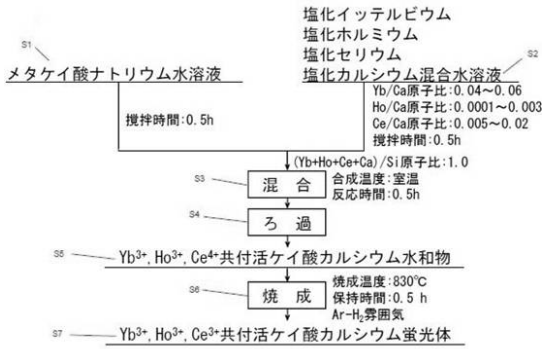 塩化イッテルビウム
塩化ホルミウム
塩化セリウム
S1
S2
メタケイ酸ナトリウム水溶液
塩化カルシウム混合水溶液
Yb/Ca原子比:0.04～0.06
Ho/Ca原子比:0.0001～0.003
Ce/Ca原子比:0.005～0.02
攪拌時間:0.5h
攪拌時間:0.5h
(Yb+Ho+Ce+Ca)/Si原子比:1.0
S3
混 合
合成温度:室温
反応時間:0.5h
S4
ろ 過
S5
Yb³⁺, Ho³⁺, Ce⁴⁺共付活ケイ酸カルシウム水和物
S6
焼 成
焼成温度:830℃
保持時間:0.5 h
Ar-H₂雰囲気
S7
Yb³⁺, Ho³⁺, Ce³⁺共付活ケイ酸カルシウム蛍光体